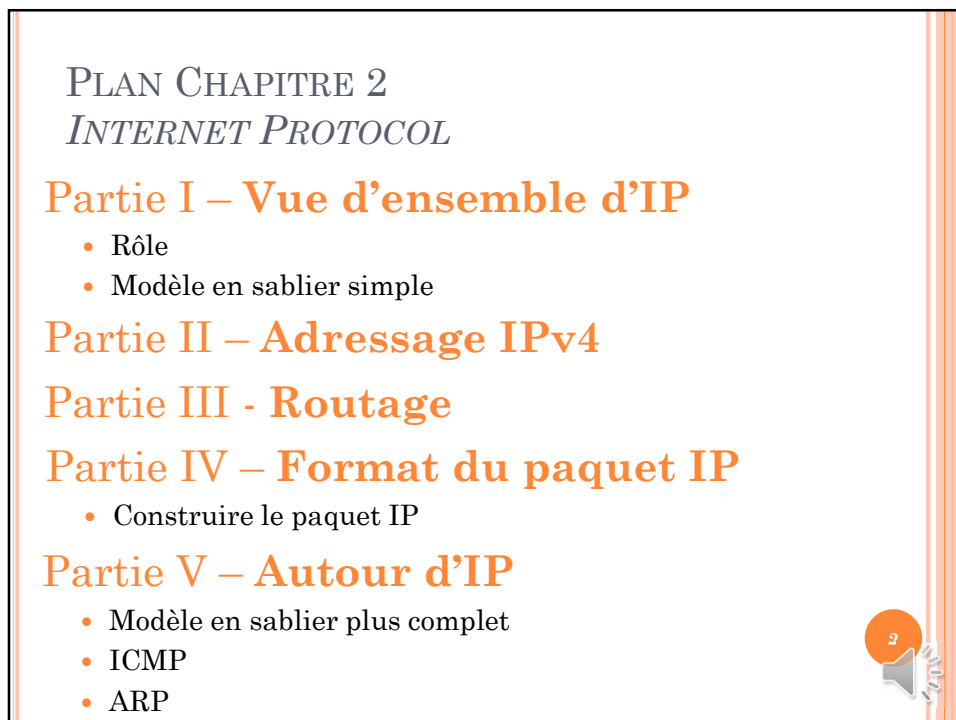 PLAN CHAPITRE 2
INTERNET PROTOCOL
Partie I – Vue d’ensemble d’IP
• Rôle
• Modèle en sablier simple
Partie II – Adressage IPv4
Partie III - Routage
Partie IV – Format du paquet IP
• Construire le paquet IP
Partie V – Autour d’IP
• Modèle en sablier plus complet
• ICMP
• ARP
2